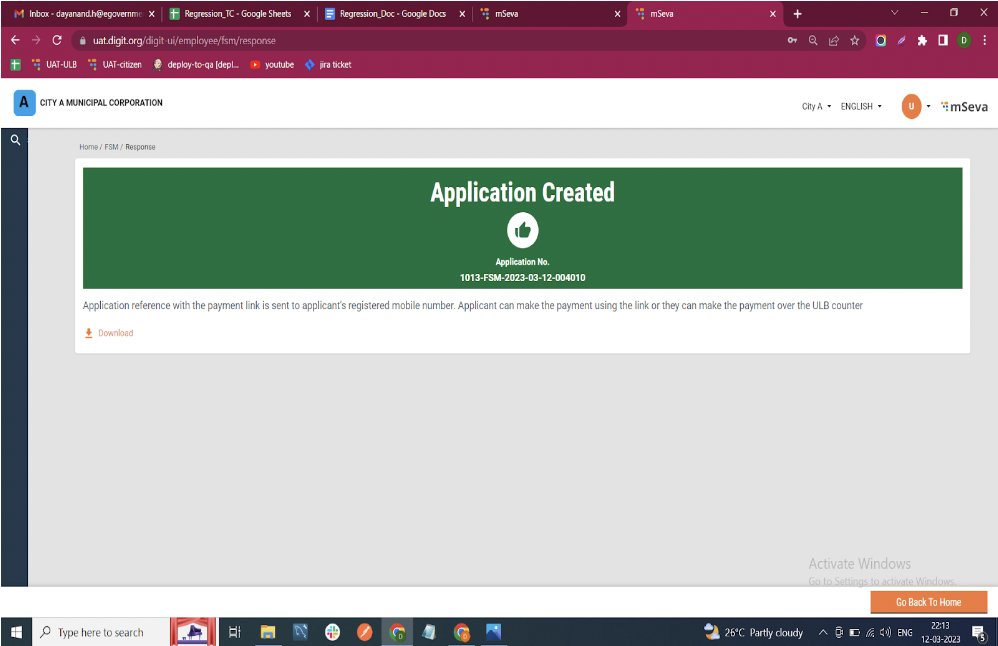 Inbox - dayanand.h@egovernme
Regression_TC - Google Sheets
Regression_Doc - Google Docs
mSeva
mSeva
uat.digit.org/digit-ui/employee/fsm/response
D
UAT-ULB
UAT-citizen
deploy-to-qa [depl...
youtube
jira ticket
A
CITY A MUNICIPAL CORPORATION
City A
ENGLISH
U
mSeva
Home / FSM / Response
Application Created
Application No.
1013-FSM-2023-03-12-004010
Application reference with the payment link is sent to applicant's registered mobile number. Applicant can make the payment using the link or they can make the payment over the ULB counter
Download
Activate Windows
Go to Settings to activate Windows.
Go Back To Home
Type here to search
26°C Partly cloudy
ENG
22:13
12-03-2023
5